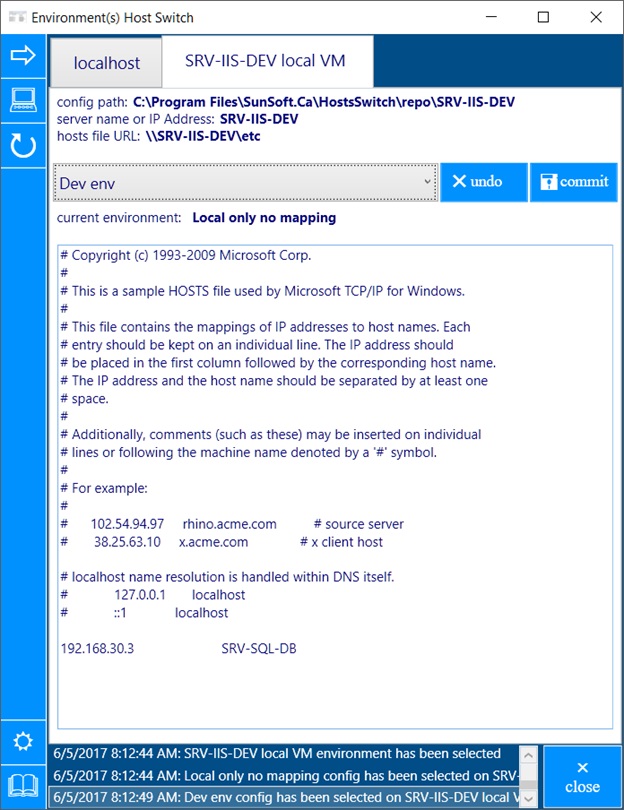 Environment(s) Host Switch
localhost
SRV-IIS-DEV local VM
config path: C:\Program Files\SunSoft.Ca\HostsSwitch\repo\SRV-IIS-DEV
server name or IP Address: SRV-IIS-DEV
hosts file URL: \\SRV-IIS-DEV\etc
Dev env
undo
commit
current environment: Local only no mapping
# Copyright (c) 1993-2009 Microsoft Corp.
#
# This is a sample HOSTS file used by Microsoft TCP/IP for Windows.
#
# This file contains the mappings of IP addresses to host names. Each
# entry should be kept on an individual line. The IP address should
# be placed in the first column followed by the corresponding host name.
# The IP address and the host name should be separated by at least one
# space.
#
# Additionally, comments (such as these) may be inserted on individual
# lines or following the machine name denoted by a '#' symbol.
#
# For example:
#
# 102.54.94.97 rhino.acme.com # source server
# 38.25.63.10 x.acme.com # x client host
# localhost name resolution is handled within DNS itself.
# 127.0.0.1 localhost
# ::1 localhost
192.168.30.3 SRV-SQL-DB
6/5/2017 8:12:44 AM: SRV-IIS-DEV local VM environment has been selected
6/5/2017 8:12:44 AM: Local only no mapping config has been selected on SRV-
6/5/2017 8:12:49 AM: Dev env config has been selected on SRV-IIS-DEV local V
close